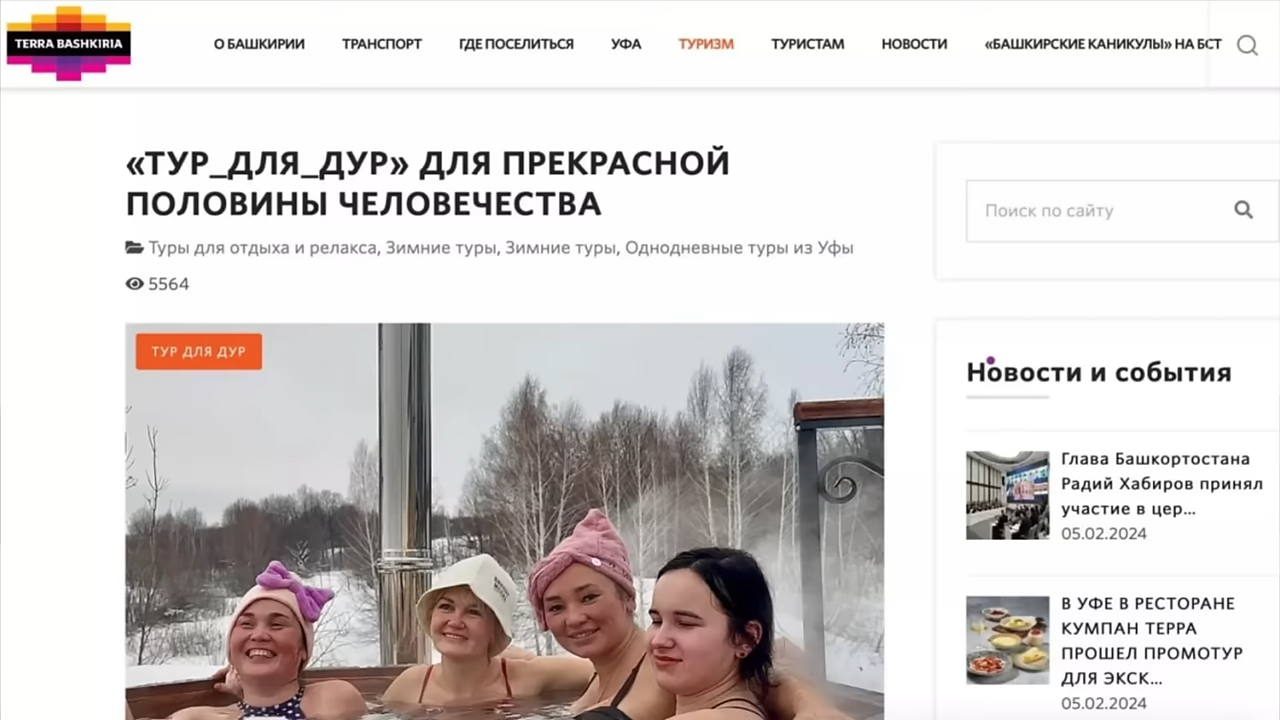 TERRA BASHKIRIA
О БАШКИРИИ ТРАНСПОРТ ГДЕ ПОСЕЛИТЬСЯ УФА ТУРИЗМ ТУРИСТАМ НОВОСТИ «БАШКИРСКИЕ КАНИКУЛЫ» НА БСТ
«ТУР_ДЛЯ_ДУР» ДЛЯ ПРЕКРАСНОЙ
ПОЛОВИНЫ ЧЕЛОВЕЧЕСТВА
Туры для отдыха и релакса, Зимние туры, Зимние туры, Однодневные туры из Уфы
5564
ТУР ДЛЯ ДУР
Поиск по сайту
Новости и события
Глава Башкортостана
Радий Хабиров принял
участие в цер...
05.02.2024
В УФЕ В РЕСТОРАНЕ
КУМПАН ТЕРРА
ПРОШЕЛ ПРОМОТУР
ДЛЯ ЭКСК...
05.02.2024